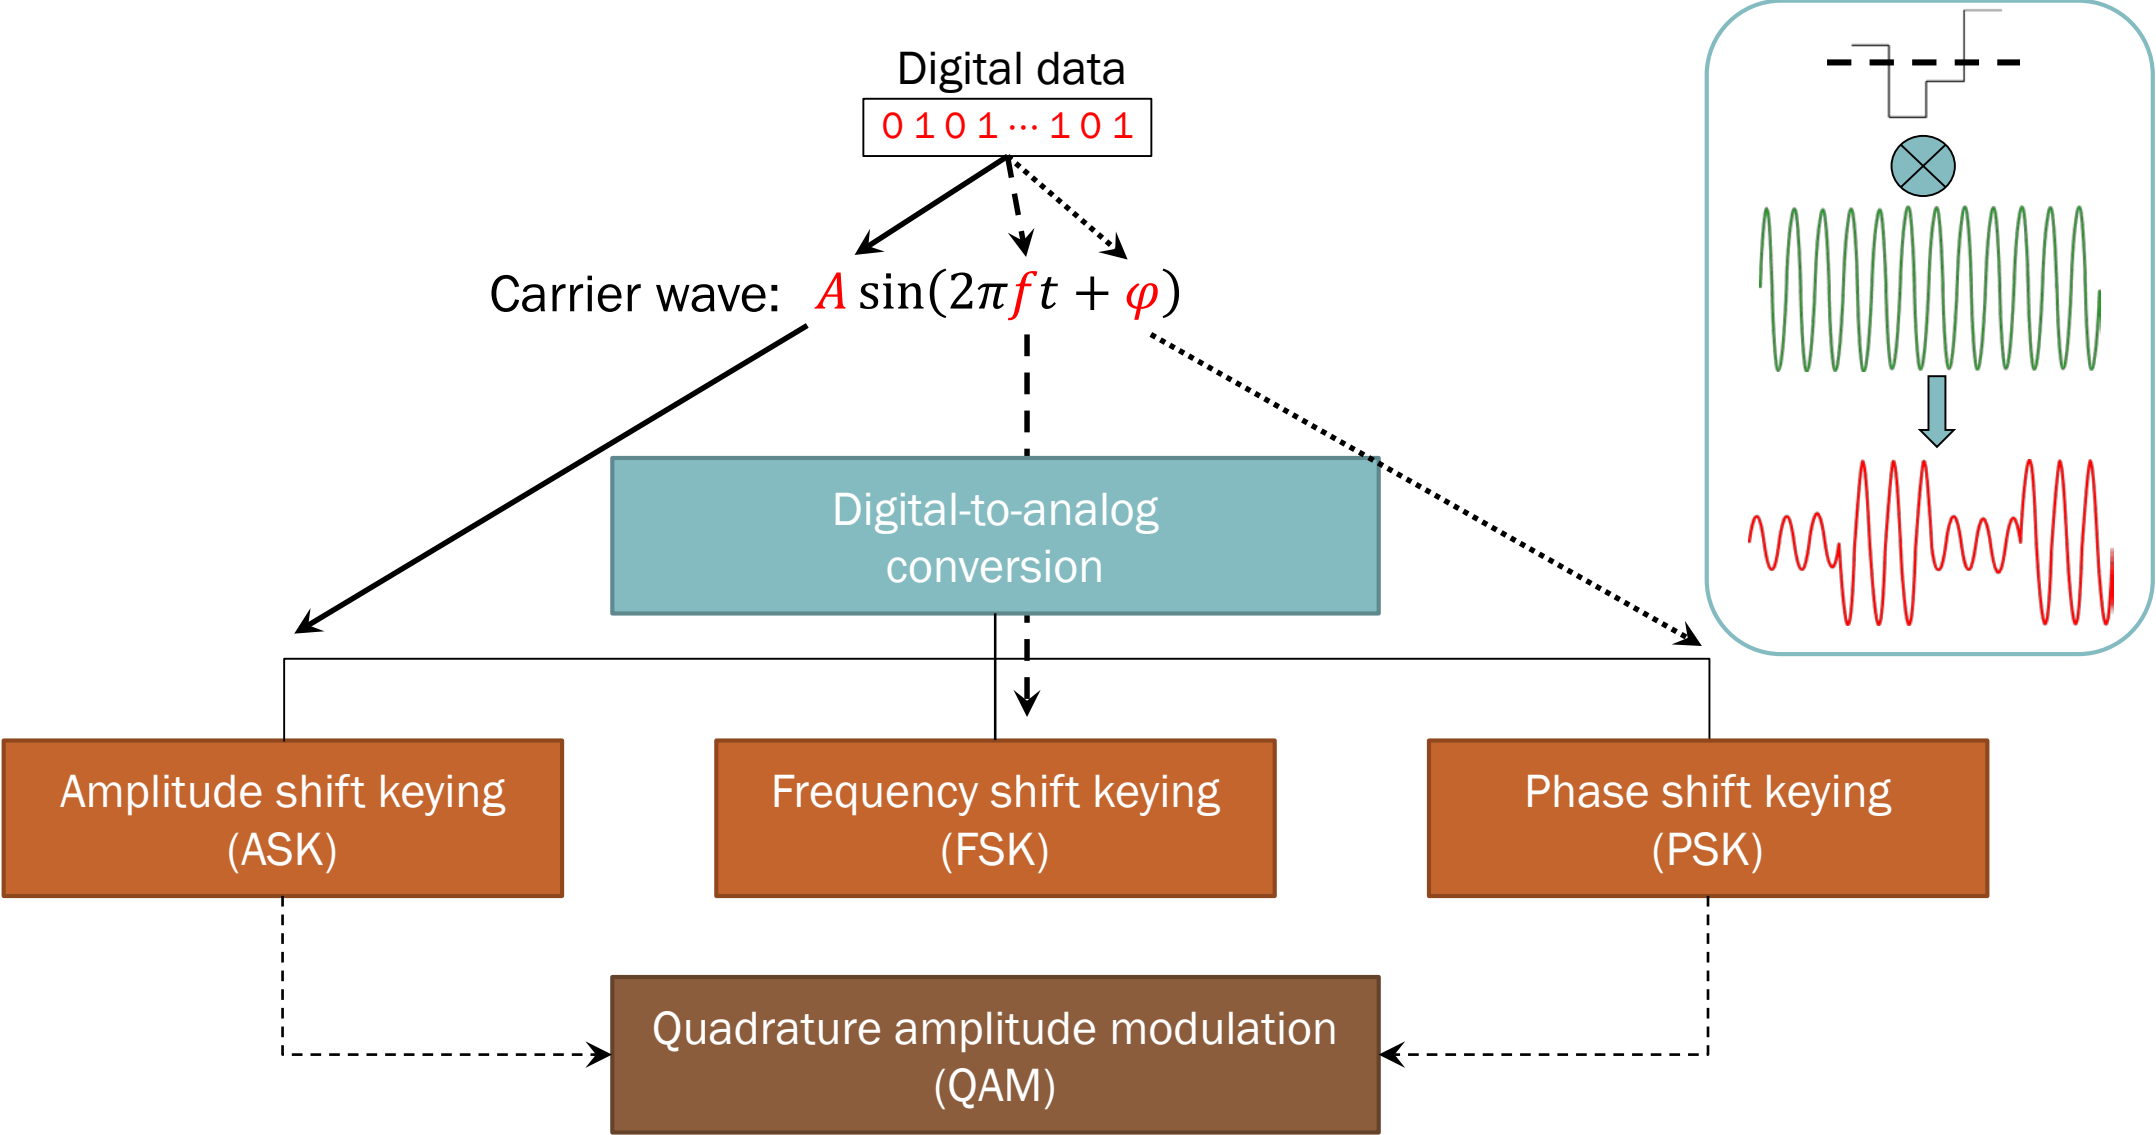 Digital data
0 1 0 1 ⋯ 1 0 1
Carrier wave: A sin(2πft + φ)
Digital-to-analog
conversion
Amplitude shift keying
(ASK)
Frequency shift keying
(FSK)
Phase shift keying
(PSK)
Quadrature amplitude modulation
(QAM)